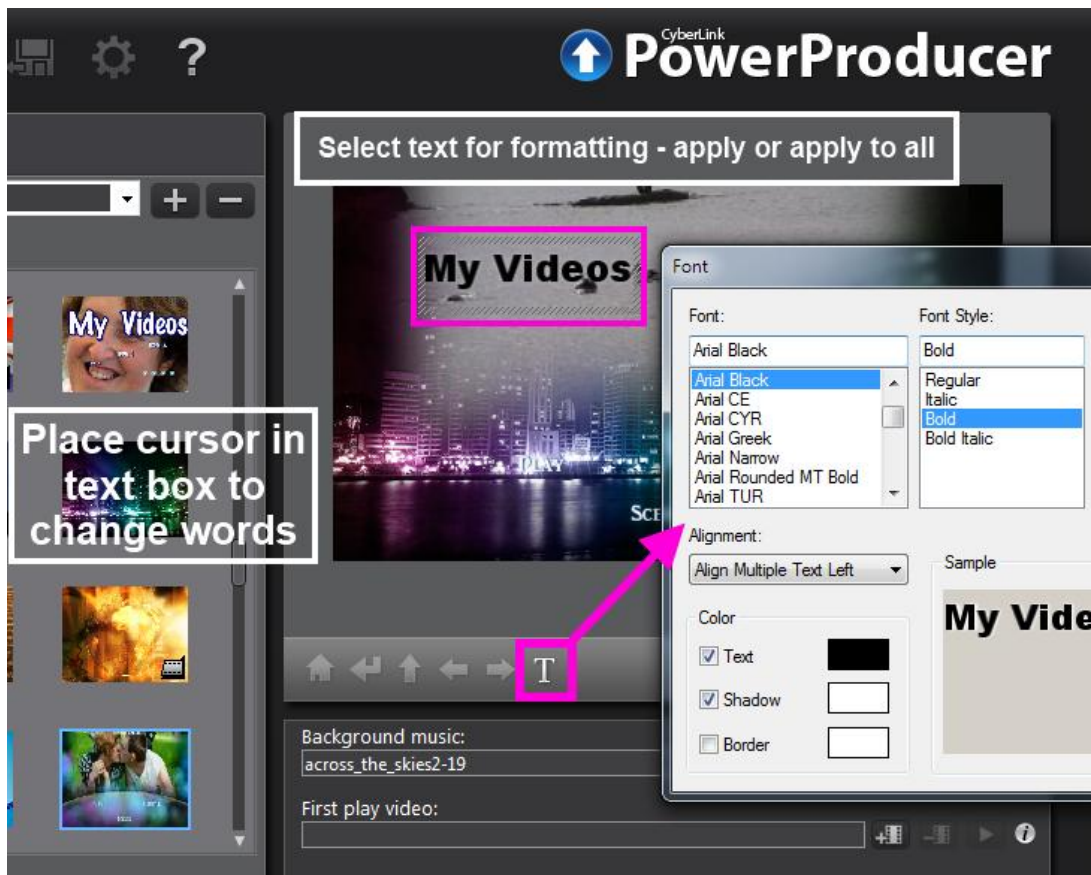 ?
CyberLink
PowerProducer
Select text for formatting - apply or apply to all
My Videos
My Videos
Place cursor in
text box to
change words
PLAY
Font
Font:
Font Style:
Arial Black
Bold
Arial Black
Regular
Arial CE
Italic
Arial CYR
Bold
Arial Greek
Bold Italic
Arial Narrow
Arial Rounded MT Bold
Arial TUR
Alignment:
Align Multiple Text Left
Sample
My Vide
Color
Text
Shadow
Border
T
Background music:
across_the_skies2-19
First play video: